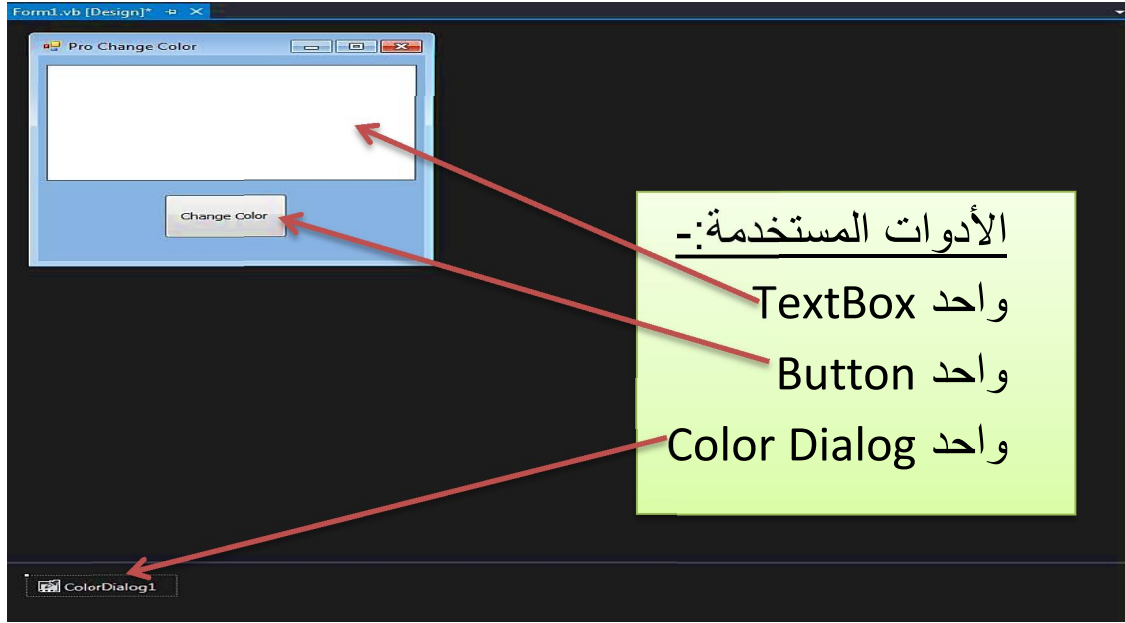 Form1.vb [Design]*
Pro Change Color
Change Color
الأدوات المستخدمة:-
واحد TextBox
واحد Button
واحد Color Dialog
ColorDialog1